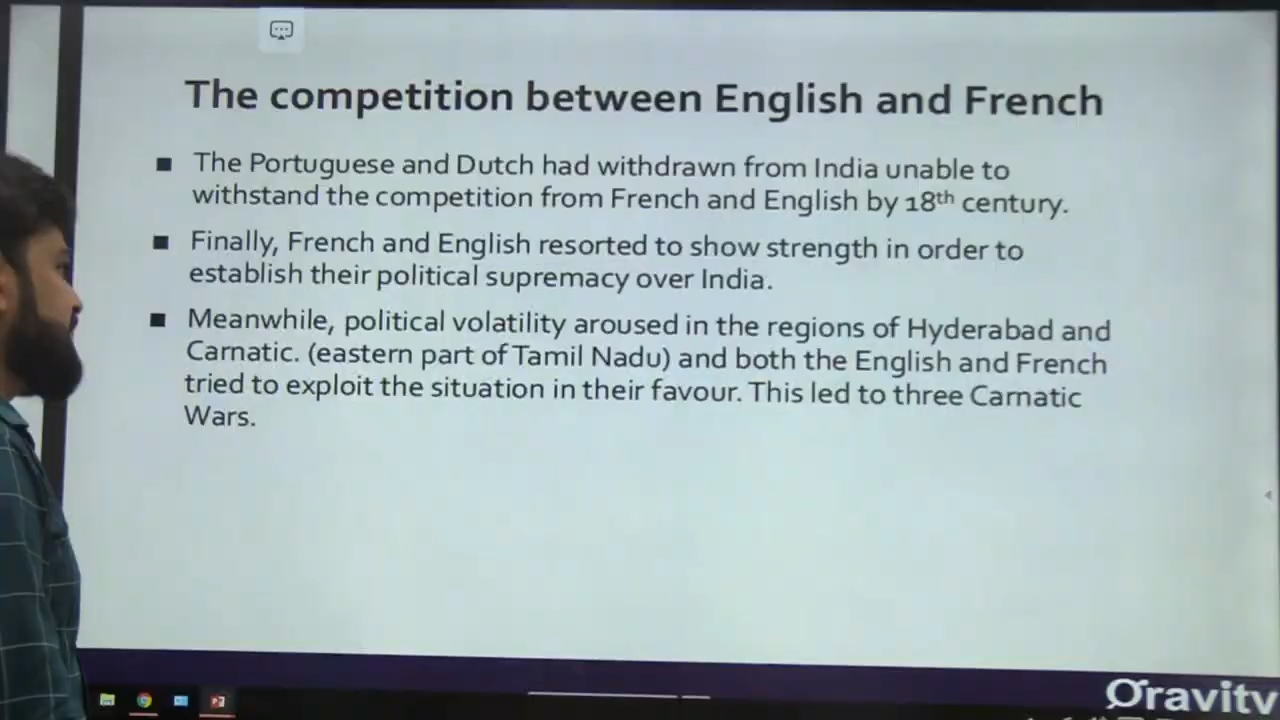 The competition between English and French
■ The Portuguese and Dutch had withdrawn from India unable to
withstand the competition from French and English by 18th century.
■ Finally, French and English resorted to show strength in order to
establish their political supremacy over India.
■ Meanwhile, political volatility aroused in the regions of Hyderabad and
Carnatic. (eastern part of Tamil Nadu) and both the English and French
tried to exploit the situation in their favour. This led to three Carnatic
Wars.
Gravity